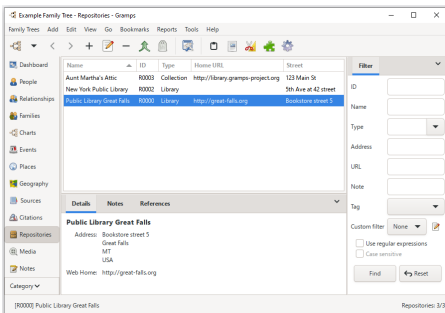 Example Family Tree - Repositories - Gramps
Family Trees Add Edit View Go Bookmarks Reports Tools Help
Dashboard
People
Relationships
Families
Charts
Events
Places
Geography
Sources
Citations
Repositories
Media
Notes
Category
Name ID Type Home URL Street
Aunt Martha's Attic R0003 Collection http://library.gramps-project.org 123 Main St
New York Public Library R0002 Library 5th Ave at 42 street
Public Library Great Falls R0000 Library http://great-falls.org Bookstore street 5
Details Notes References
Public Library Great Falls
Address: Bookstore street 5
Great Falls
MT
USA
Web Home: http://great-falls.org
Filter
ID
Name
Type
Address
URL
Note
Tag
Custom filter None
Use regular expressions
Case sensitive
Find Reset
[R0000] Public Library Great Falls
Repositories: 3/3